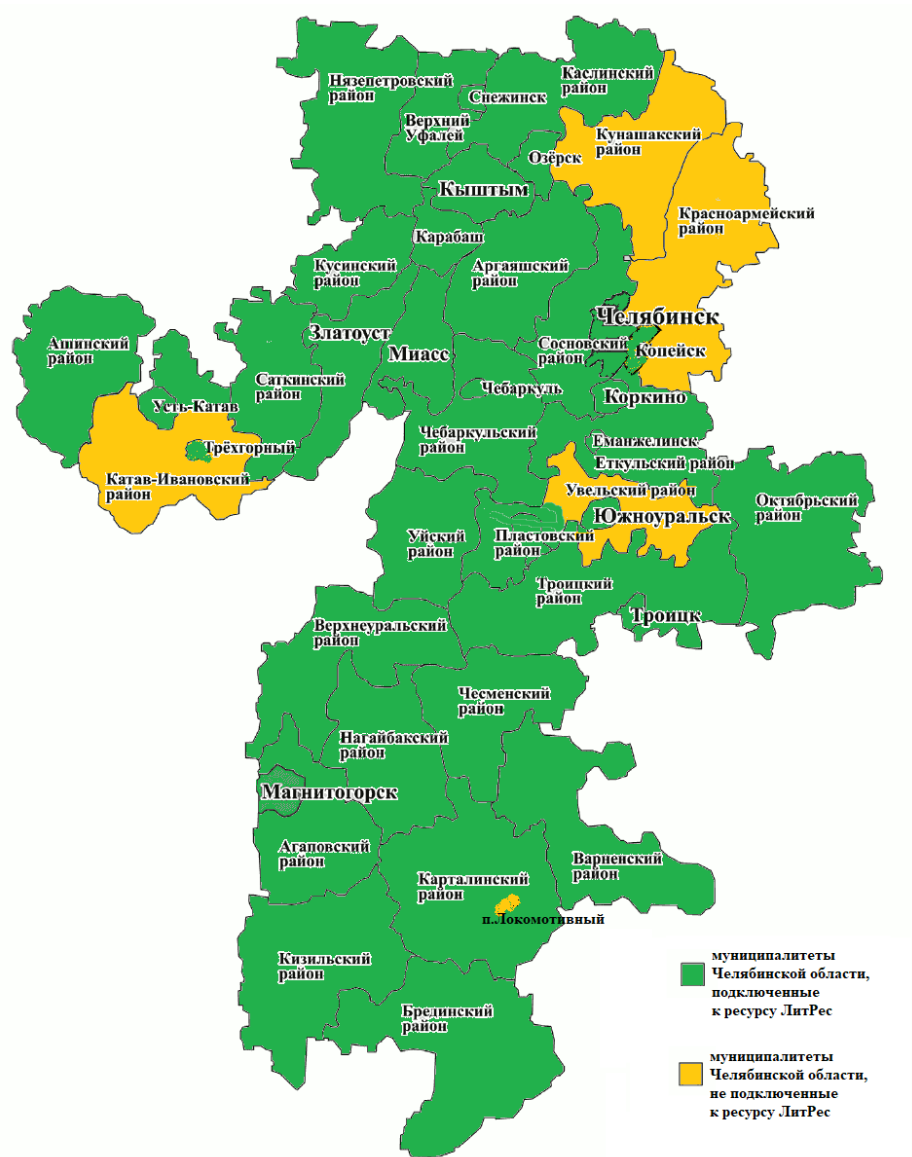 Каслинский
район
Нязепетровский
район
Снежинск
Верхний
Уфалей
Кунашакский
район
Озёрск
Кыштым
Красноармейский
район
Карабаш
Кусинский
район
Аргаяшский
район
Челябинск
Златоуст
Ашинский
район
Миасс
Сосновский
район
Копейск
Саткинский
район
Чебаркуль
Коркино
Усть-Катав
Чебаркульский
район
Еманжелинск
Трёхгорный
Еткульский район
Катав-Ивановский
район
Увельский район
Октябрьский
район
Южноуральск
Уйский
район
Пластовский
район
Троицкий
район
Троицк
Верхнеуральский
район
Чесменский
район
Нагайбакский
район
Магнитогорск
Агаповский
район
Варненский
район
Карталинский
район
п.Локомотивный
Кизильский
район
Брединский
район
муниципалитеты
Челябинской области,
подключенные
к ресурсу ЛитРес
муниципалитеты
Челябинской области,
не подключенные
к ресурсу ЛитРес